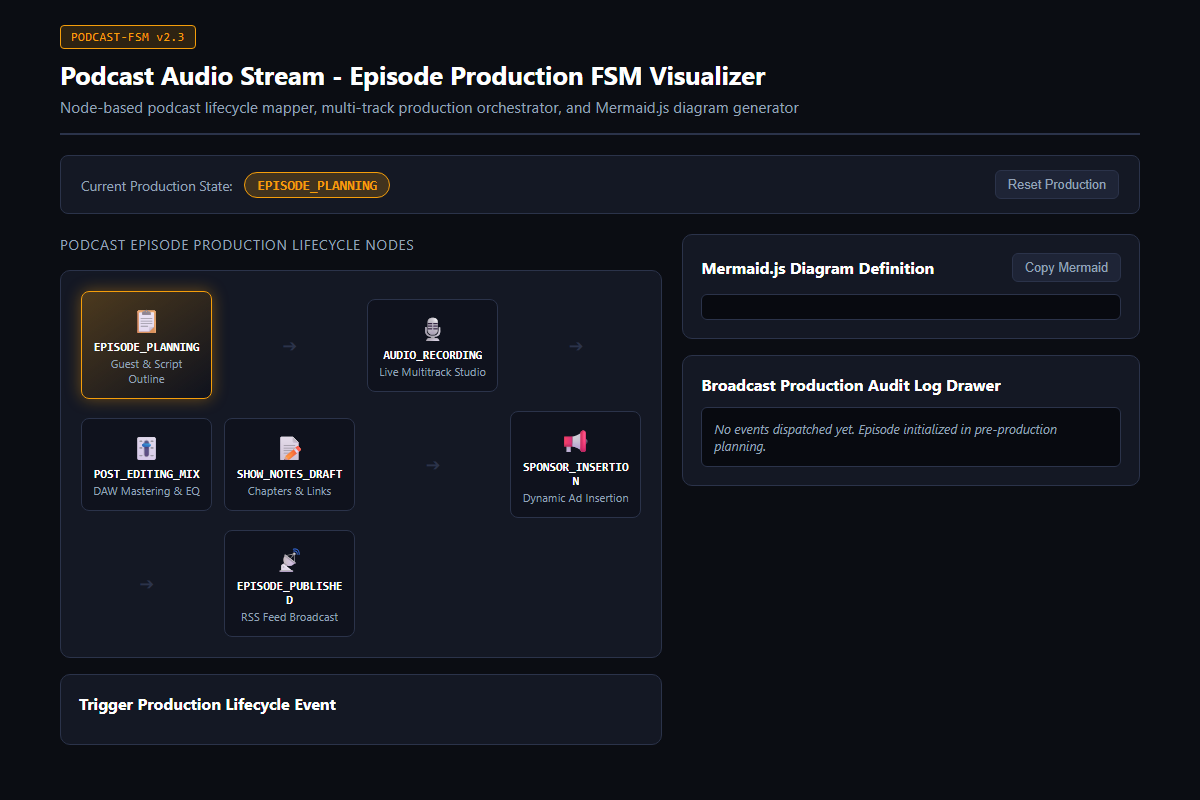 PODCAST-FSM v2.3
Podcast Audio Stream - Episode Production FSM Visualizer
Node-based podcast lifecycle mapper, multi-track production orchestrator, and Mermaid.js diagram generator
Current Production State: EPISODE_PLANNING
Reset Production
PODCAST EPISODE PRODUCTION LIFECYCLE NODES
EPISODE_PLANNING
Guest & Script
Outline
→
AUDIO_RECORDING
Live Multitrack Studio
→
POST_EDITING_MIX
DAW Mastering & EQ
SHOW_NOTES_DRAFT
Chapters & Links
→
SPONSOR_INSERTIO
N
Dynamic Ad Insertion
→
EPISODE_PUBLISHE
D
RSS Feed Broadcast
Trigger Production Lifecycle Event
Mermaid.js Diagram Definition
Copy Mermaid
Broadcast Production Audit Log Drawer
No events dispatched yet. Episode initialized in pre-production
planning.